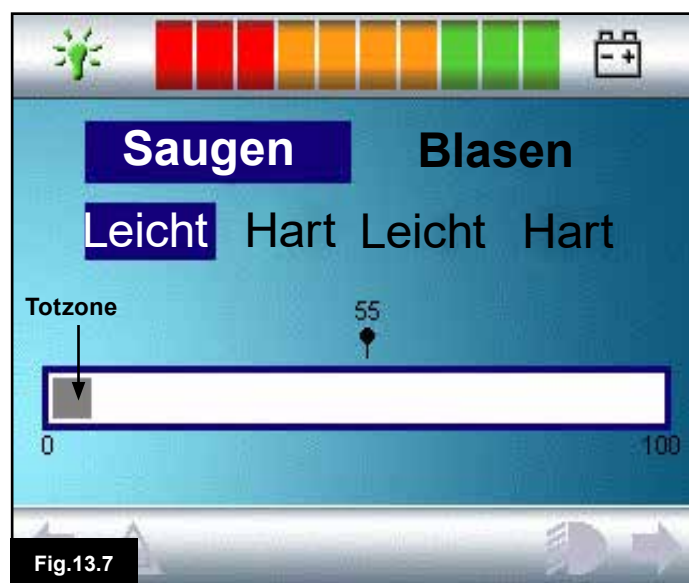 Saugen Blasen
Leicht Hart Leicht Hart
Totzone
55
0 100
Fig.13.7